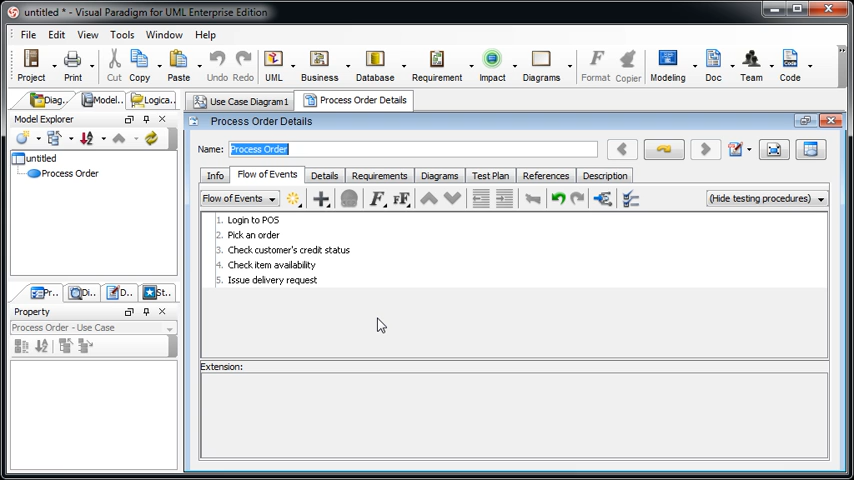 untitled * - Visual Paradigm for UML Enterprise Edition
File Edit View Tools Window Help
Project Print Cut Copy Paste Undo Redo UML Business Database Requirement Impact Diagrams Format Copier Modeling Doc Team Code
Diag... Model... Logica... Use Case Diagram1 Process Order Details
Model Explorer
Process Order Details
Name: Process Order
untitled
Process Order
Info Flow of Events Details Requirements Diagrams Test Plan References Description
Flow of Events (Hide testing procedures)
1. Login to POS
2. Pick an order
3. Check customer's credit status
4. Check item availability
5. Issue delivery request
Pr... Di... D... St...
Property
Process Order - Use Case
Extension: